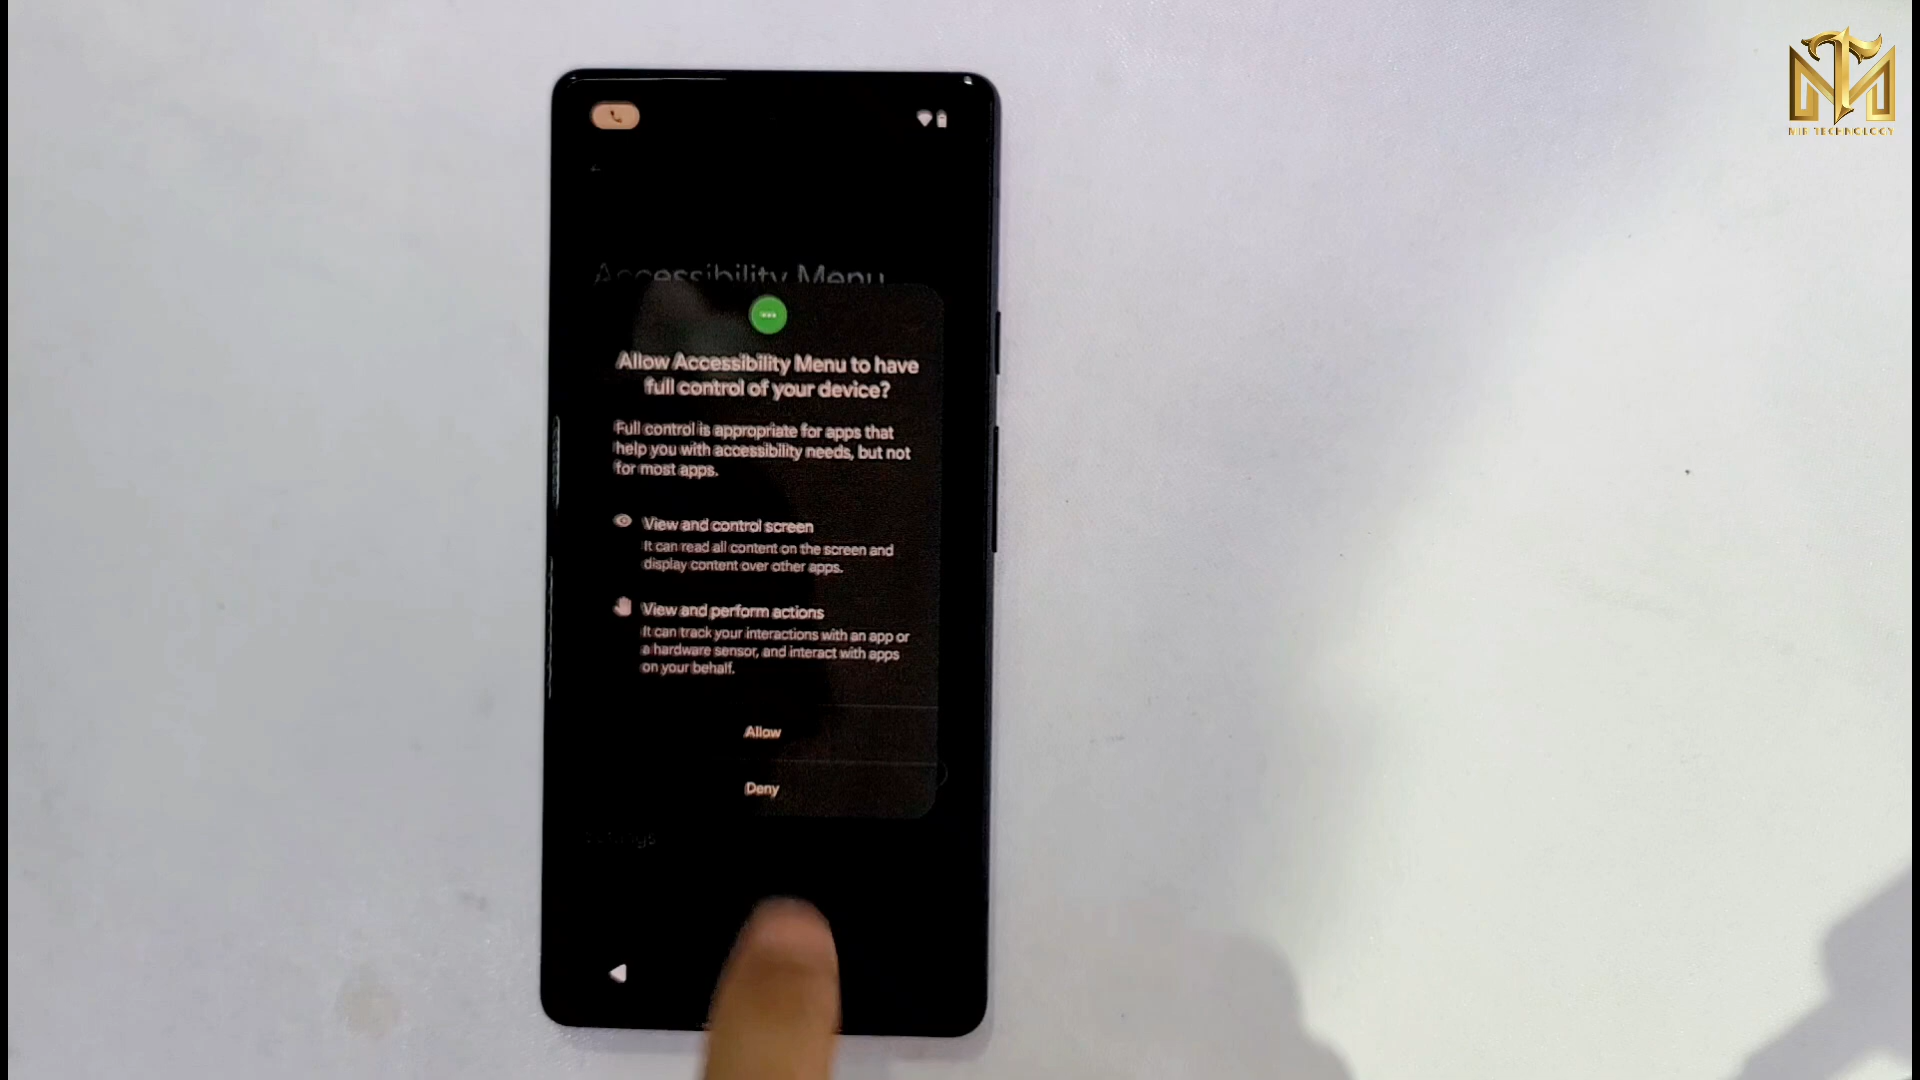 MIR TECHNOLOGY
Accessibility Menu
Allow Accessibility Menu to have
full control of your device?
Full control is appropriate for apps that
help you with accessibility needs, but not
for most apps.
View and control screen
It can read all content on the screen and
display content over other apps.
View and perform actions
It can track your interactions with an app or
a hardware sensor, and interact with apps
on your behalf.
Allow
Deny
Settings